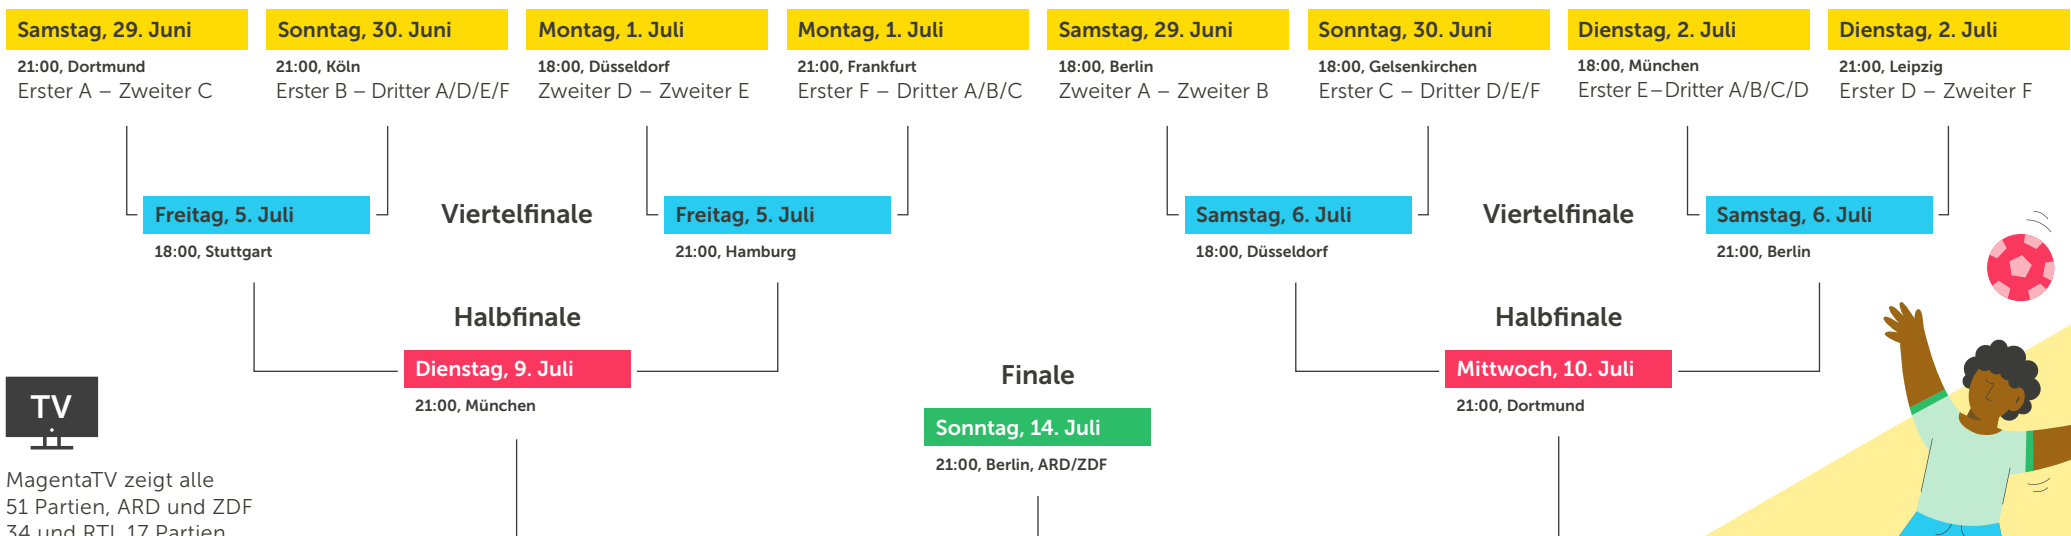 Samstag, 29. Juni
21:00, Dortmund
Erster A – Zweiter C
Sonntag, 30. Juni
21:00, Köln
Erster B – Dritter A/D/E/F
Montag, 1. Juli
18:00, Düsseldorf
Zweiter D – Zweiter E
Montag, 1. Juli
21:00, Frankfurt
Erster F – Dritter A/B/C
Samstag, 29. Juni
18:00, Berlin
Zweiter A – Zweiter B
Sonntag, 30. Juni
18:00, Gelsenkirchen
Erster C – Dritter D/E/F
Dienstag, 2. Juli
18:00, München
Erster E–Dritter A/B/C/D
Dienstag, 2. Juli
21:00, Leipzig
Erster D – Zweiter F
Freitag, 5. Juli
18:00, Stuttgart
Viertelfinale
Freitag, 5. Juli
21:00, Hamburg
Samstag, 6. Juli
18:00, Düsseldorf
Viertelfinale
Samstag, 6. Juli
21:00, Berlin
Halbfinale
Dienstag, 9. Juli
21:00, München
Finale
Sonntag, 14. Juli
21:00, Berlin, ARD/ZDF
Halbfinale
Mittwoch, 10. Juli
21:00, Dortmund
TV
MagentaTV zeigt alle
51 Partien, ARD und ZDF
34 und RTL 17 Partien